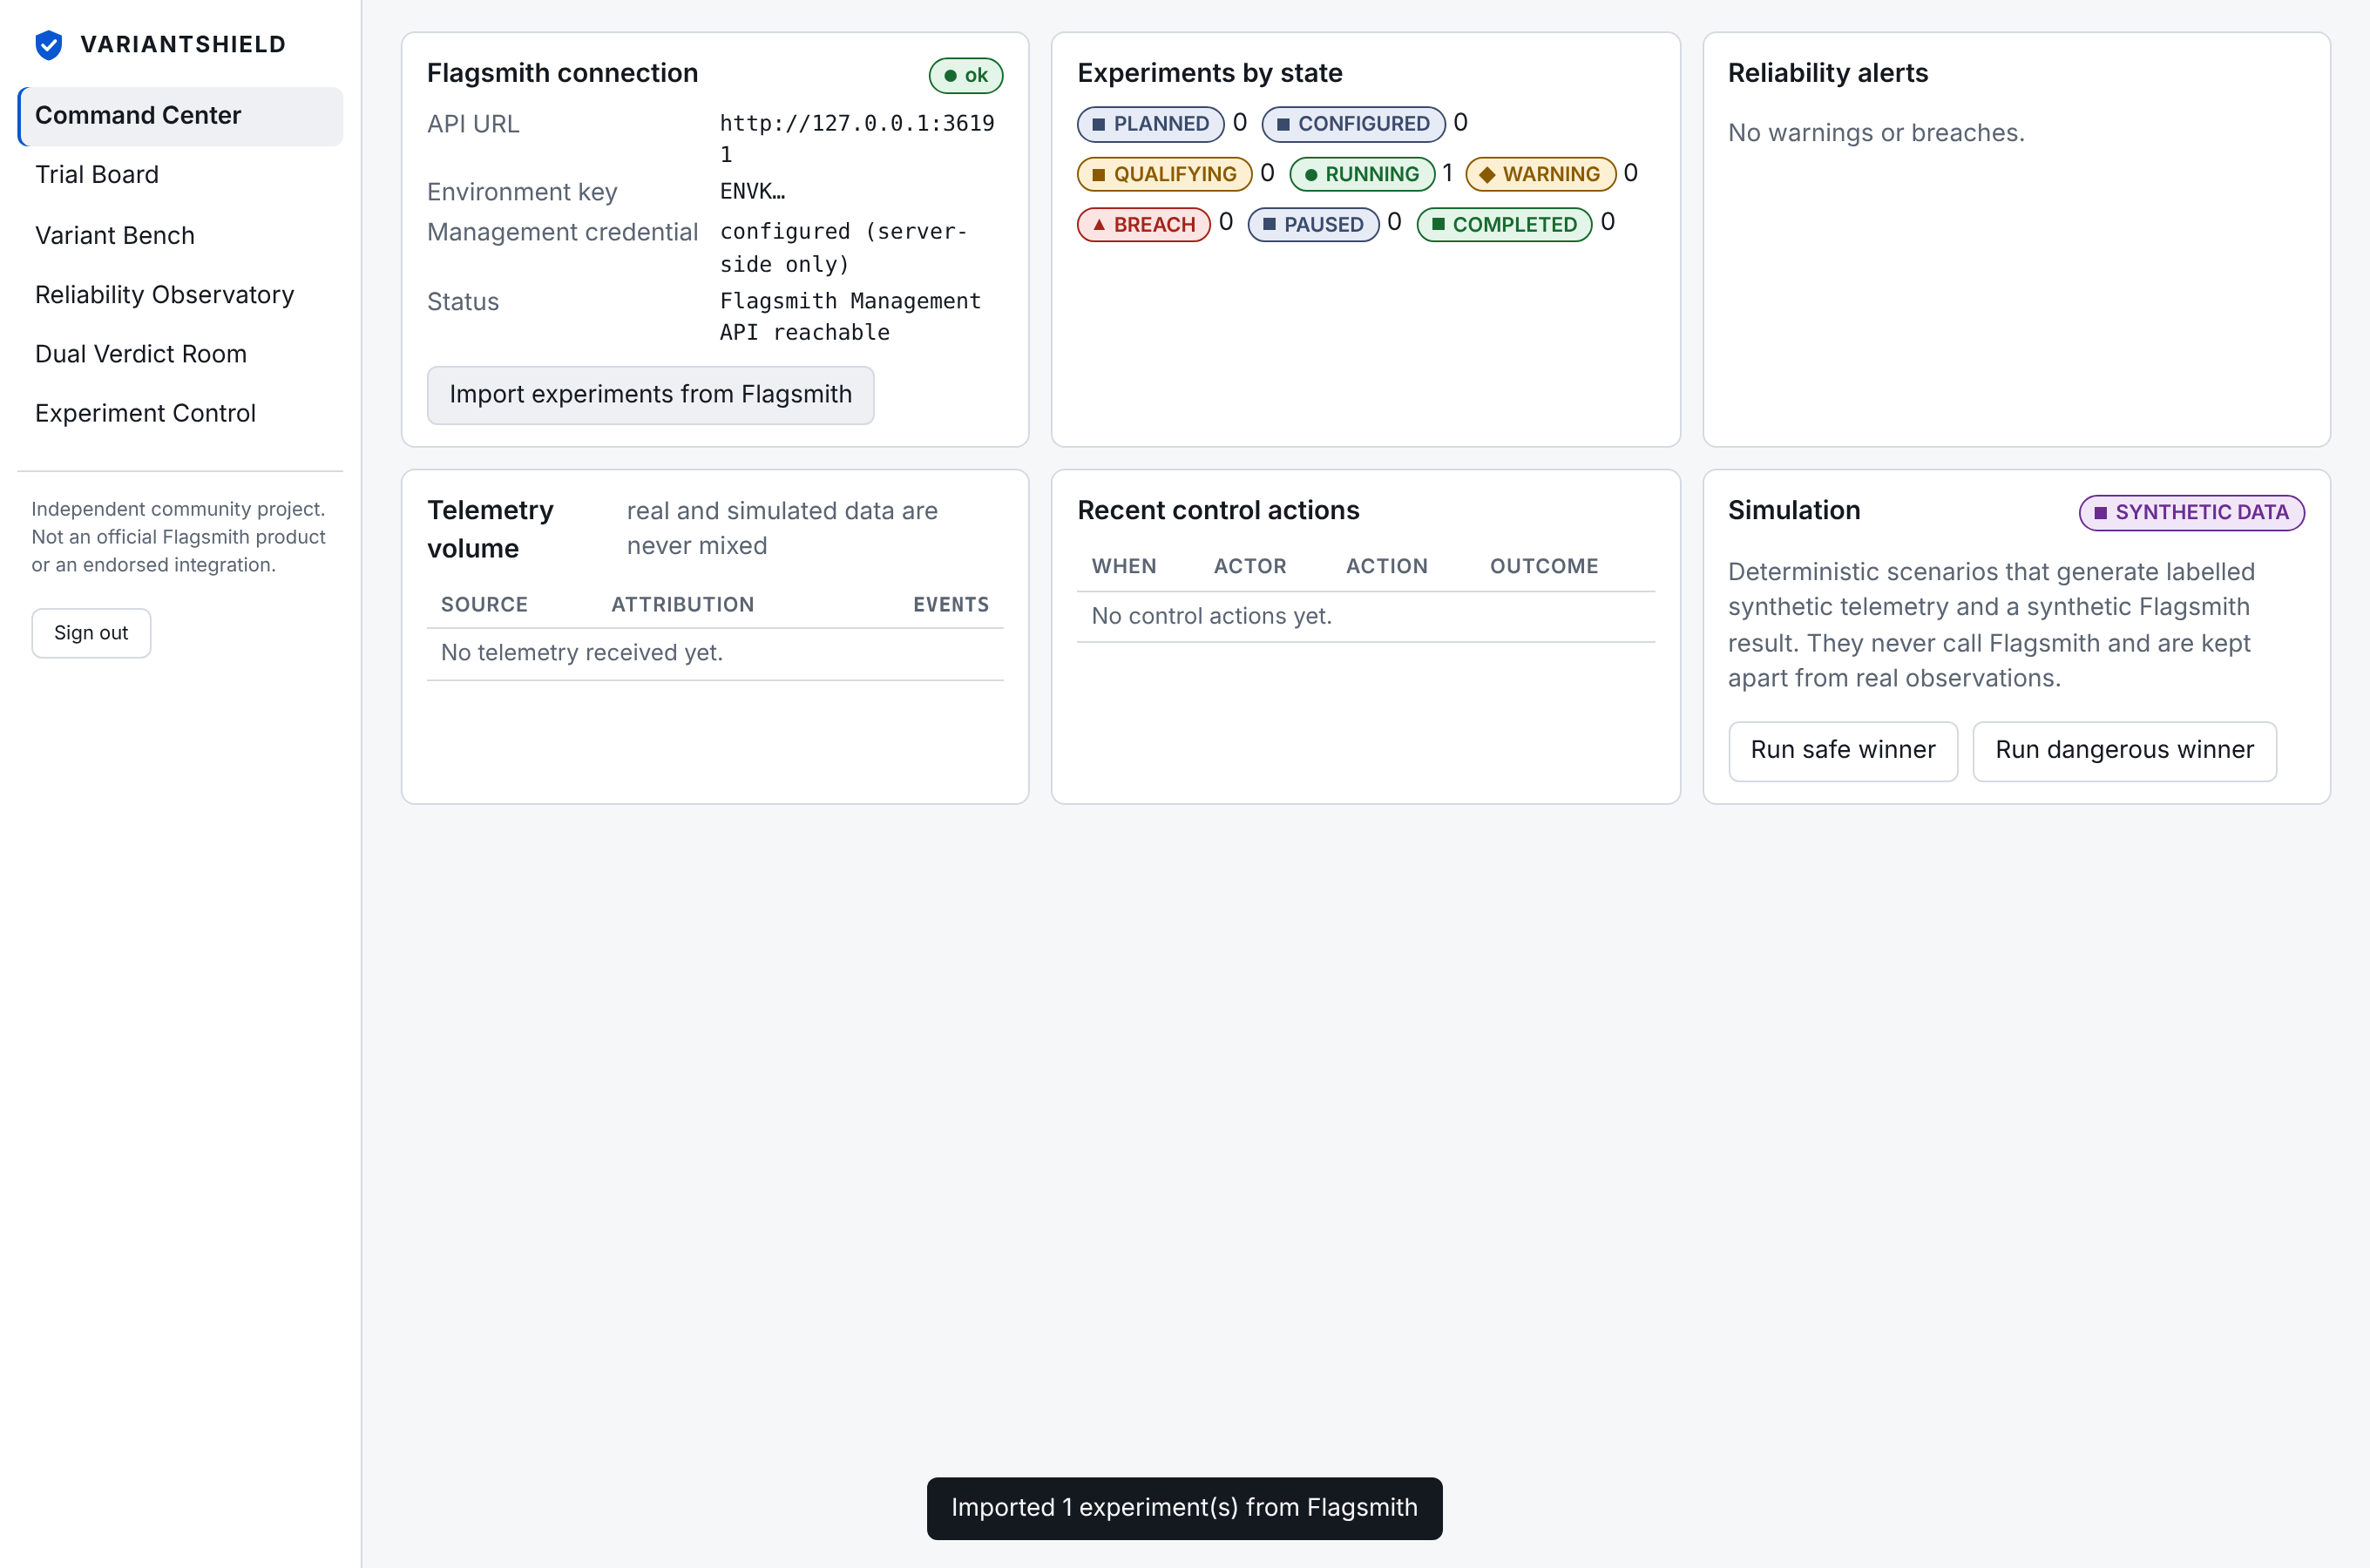 VARIANTSHIELD
Command Center
Trial Board
Variant Bench
Reliability Observatory
Dual Verdict Room
Experiment Control
Independent community project.
Not an official Flagsmith product
or an endorsed integration.
Sign out
Flagsmith connection
ok
API URL
http://127.0.0.1:3619
1
Environment key
ENVK…
Management credential
configured (server-
side only)
Status
Flagsmith Management
API reachable
Import experiments from Flagsmith
Experiments by state
PLANNED 0 CONFIGURED 0
QUALIFYING 0 RUNNING 1 WARNING 0
BREACH 0 PAUSED 0 COMPLETED 0
Reliability alerts
No warnings or breaches.
Telemetry
volume
real and simulated data are
never mixed
SOURCE ATTRIBUTION EVENTS
No telemetry received yet.
Recent control actions
WHEN ACTOR ACTION OUTCOME
No control actions yet.
Simulation
SYNTHETIC DATA
Deterministic scenarios that generate labelled
synthetic telemetry and a synthetic Flagsmith
result. They never call Flagsmith and are kept
apart from real observations.
Run safe winner
Run dangerous winner
Imported 1 experiment(s) from Flagsmith